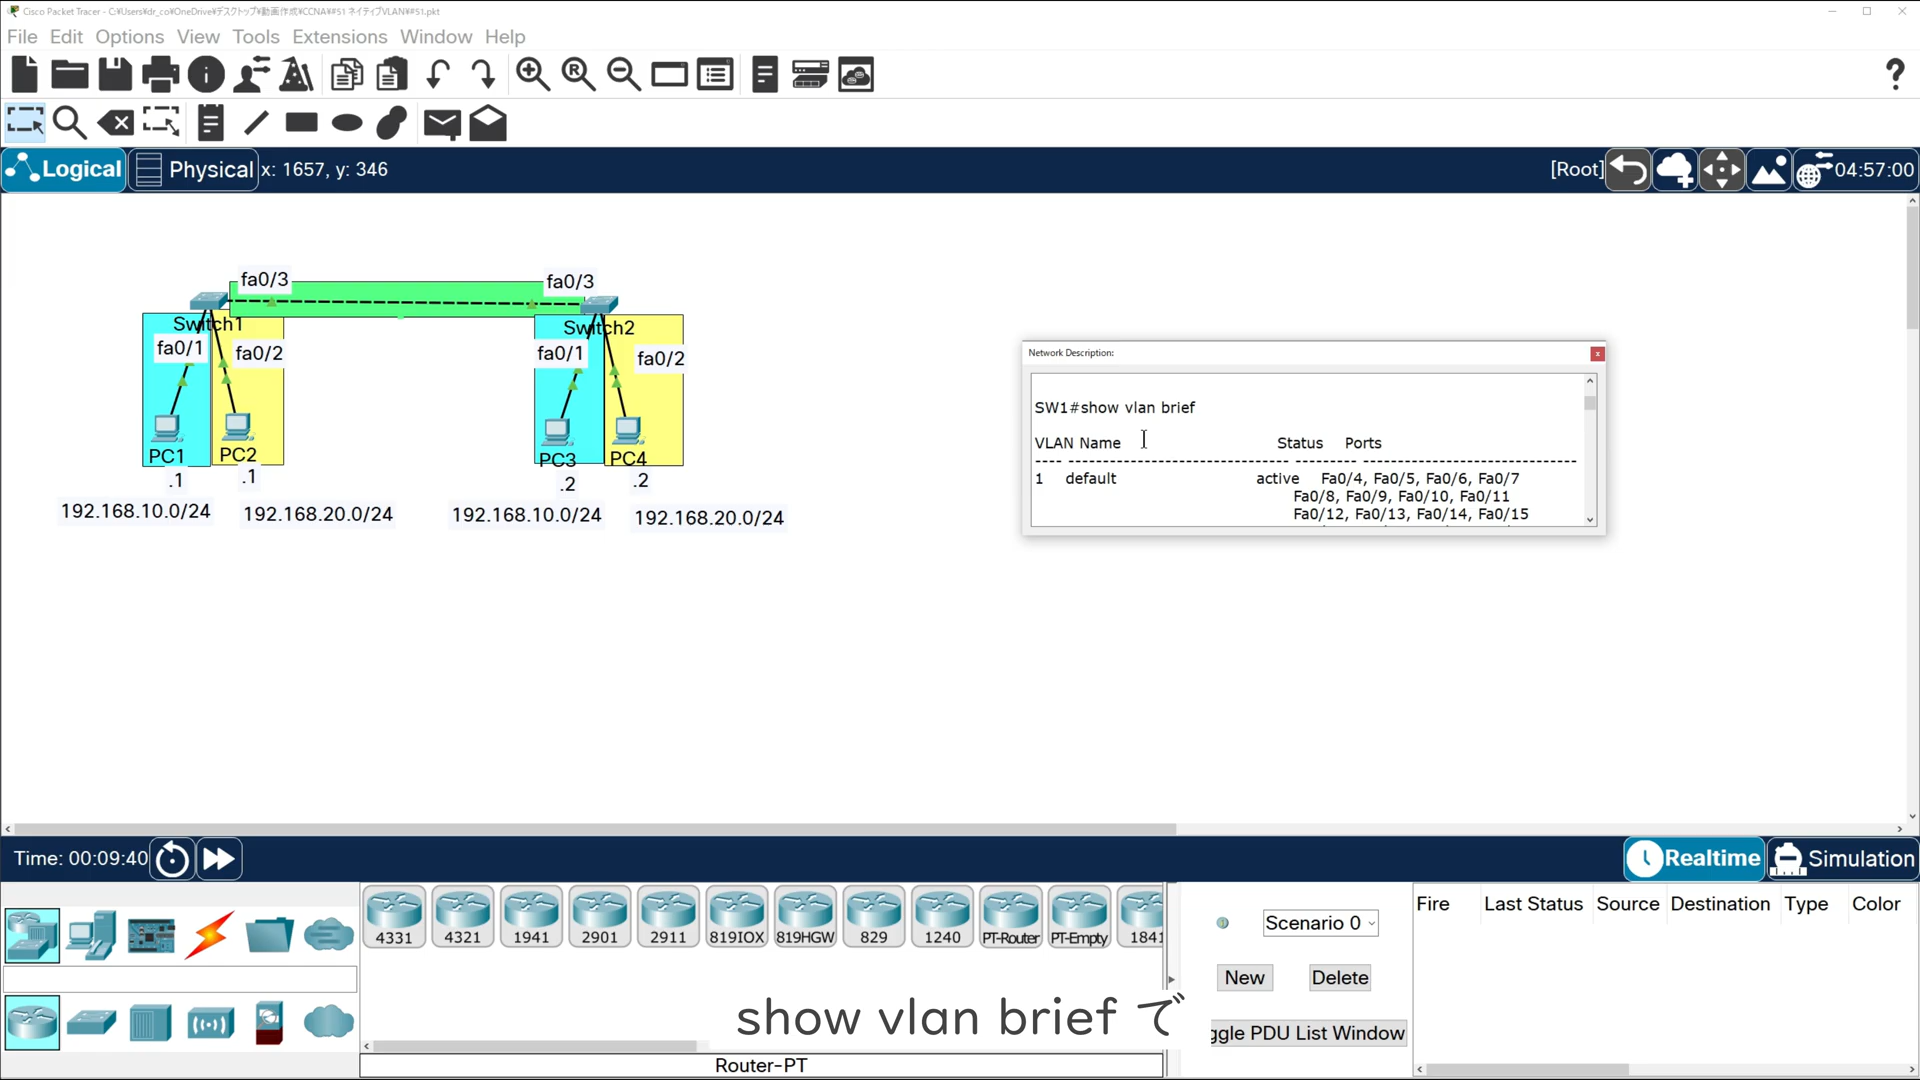 Cisco Packet Tracer - C:¥Users¥dr_co¥OneDrive¥デスクトップ¥動画作成¥CCNA¥#51 ネイティブVLAN¥#51.pkt
File Edit Options View Tools Extensions Window Help
Logical Physical x: 1657, y: 346 [Root] 04:57:00
fa0/3 fa0/3
Switch1 Switch2
fa0/1 fa0/2 fa0/1 fa0/2
PC1 PC2 PC3 PC4
.1 .1 .2 .2
192.168.10.0/24 192.168.20.0/24 192.168.10.0/24 192.168.20.0/24
Network Description:
SW1#show vlan brief
VLAN Name Status Ports
---- -------------------------------- --------- -------------------------------
1 default active Fa0/4, Fa0/5, Fa0/6, Fa0/7
Fa0/8, Fa0/9, Fa0/10, Fa0/11
Fa0/12, Fa0/13, Fa0/14, Fa0/15
Time: 00:09:40 Realtime Simulation
4331 4321 1941 2901 2911 819IOX 819HGW 829 1240 PT-Router PT-Empty 1841
Scenario 0
New Delete
ggle PDU List Window
Fire Last Status Source Destination Type Color
show vlan brief で
Router-PT